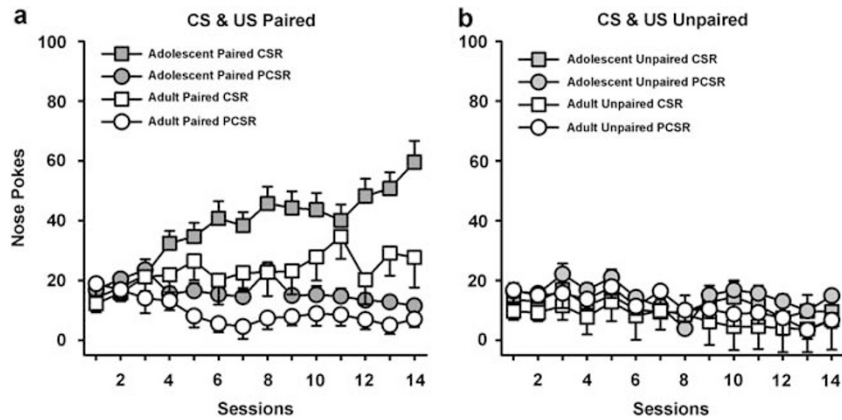 a
CS & US Paired
100
80
60
40
20
0
Nose Pokes
Adolescent Paired CSR
Adolescent Paired PCSR
Adult Paired CSR
Adult Paired PCSR
2 4 6 8 10 12 14
Sessions
b
CS & US Unpaired
100
80
60
40
20
0
Adolescent Unpaired CSR
Adolescent Unpaired PCSR
Adult Unpaired CSR
Adult Unpaired PCSR
2 4 6 8 10 12 14
Sessions